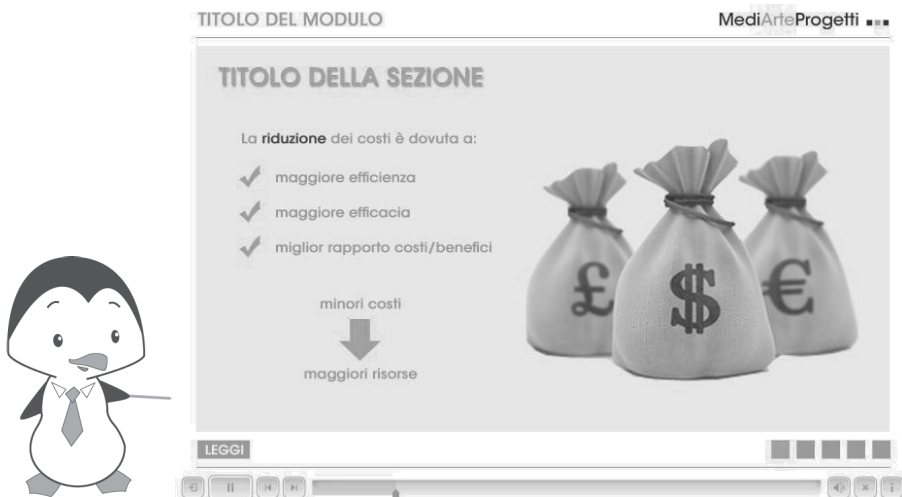 TITOLO DEL MODULO
MediArteProgetti
TITOLO DELLA SEZIONE
La riduzione dei costi è dovuta a:
maggiore efficienza
maggiore efficacia
miglior rapporto costi/benefici
minori costi
maggiori risorse
£ $ €
LEGGI